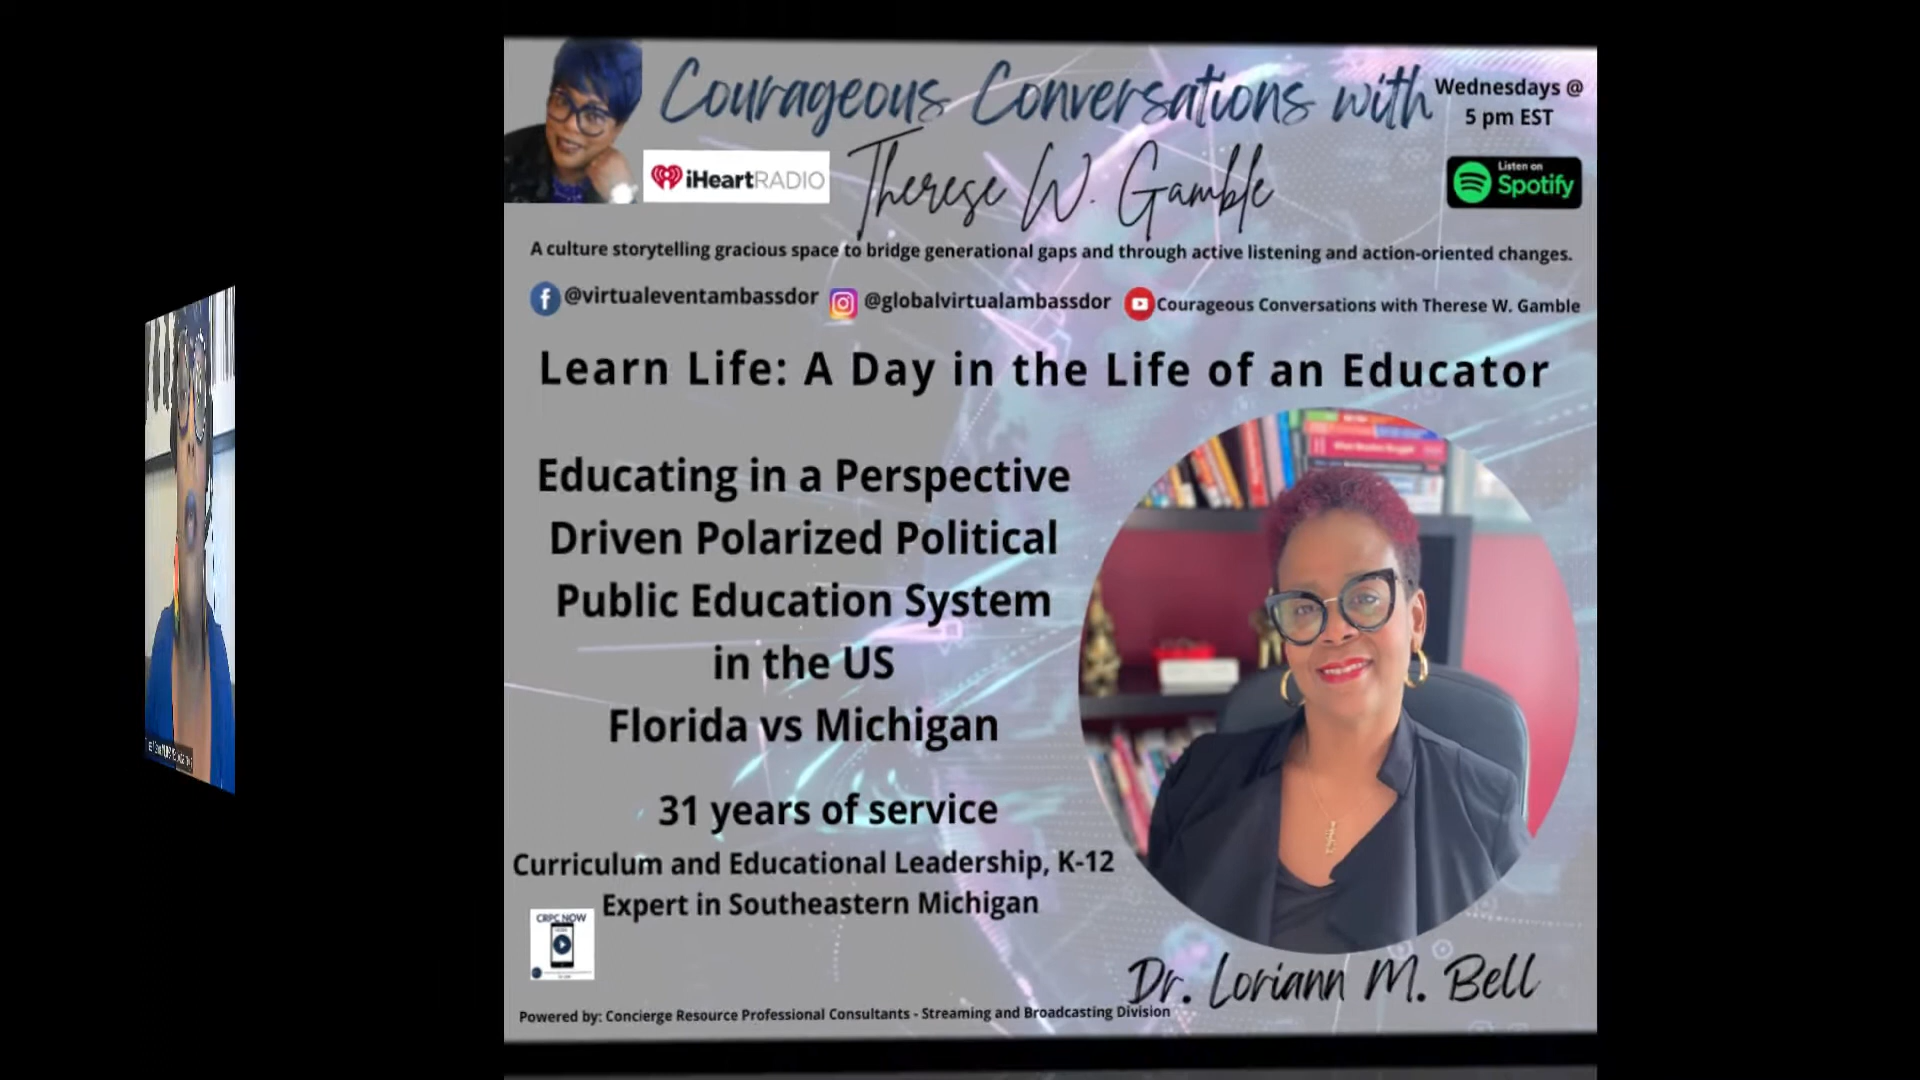 Courageous Conversations with
Therese W. Gamble
Wednesdays @
5 pm EST
iHeartRADIO
Listen on
Spotify
A culture storytelling gracious space to bridge generational gaps and through active listening and action-oriented changes.
@virtualeventambassdor
@globalvirtualambassdor
Courageous Conversations with Therese W. Gamble
Learn Life: A Day in the Life of an Educator
Educating in a Perspective
Driven Polarized Political
Public Education System
in the US
Florida vs Michigan
31 years of service
Curriculum and Educational Leadership, K-12
Expert in Southeastern Michigan
CRPC NOW
Dr. Loriann M. Bell
Powered by: Concierge Resource Professional Consultants - Streaming and Broadcasting Division